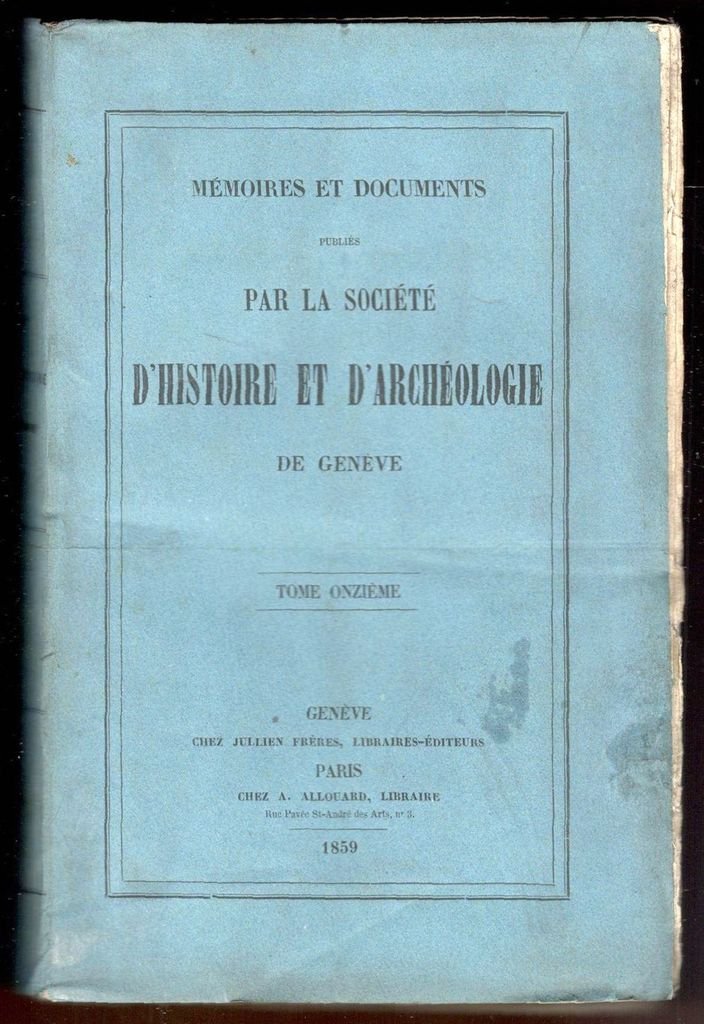 MÉMOIRES ET DOCUMENTS
PUBLIÉS
PAR LA SOCIÉTÉ
D'HISTOIRE ET D'ARCHÉOLOGIE
DE GENÈVE
TOME ONZIÈME
GENÈVE
CHEZ JULLIEN FRÈRES, LIBRAIRES-ÉDITEURS
PARIS
CHEZ A. ALLOUARD, LIBRAIRE
Rue Pavée St-André des Arts, nº 3.
1859